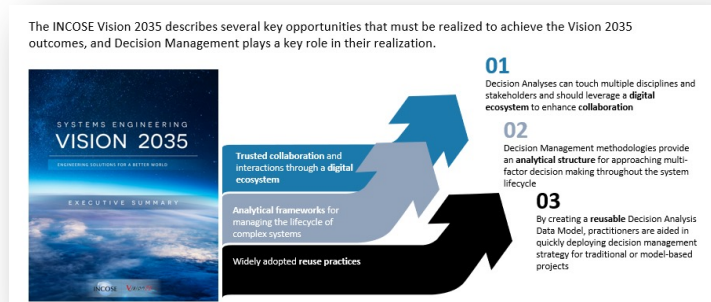 The INCOSE Vision 2035 describes several key opportunities that must be realized to achieve the Vision 2035
outcomes, and Decision Management plays a key role in their realization.
SYSTEMS ENGINEERING
VISION 2035
ENGINEERING SOLUTIONS FOR A BETTER WORLD
EXECUTIVE SUMMARY
INCOSE
Trusted collaboration and
interactions through a digital
ecosystem
Analytical frameworks for
managing the lifecycle of
complex systems
Widely adopted reuse practices
01
Decision Analyses can touch multiple disciplines and
stakeholders and should leverage a digital
ecosystem to enhance collaboration
02
Decision Management methodologies provide
an analytical structure for approaching multi-
factor decision making throughout the system
lifecycle
03
By creating a reusable Decision Analysis
Data Model, practitioners are aided in
quickly deploying decision management
strategy for traditional or model-based
projects